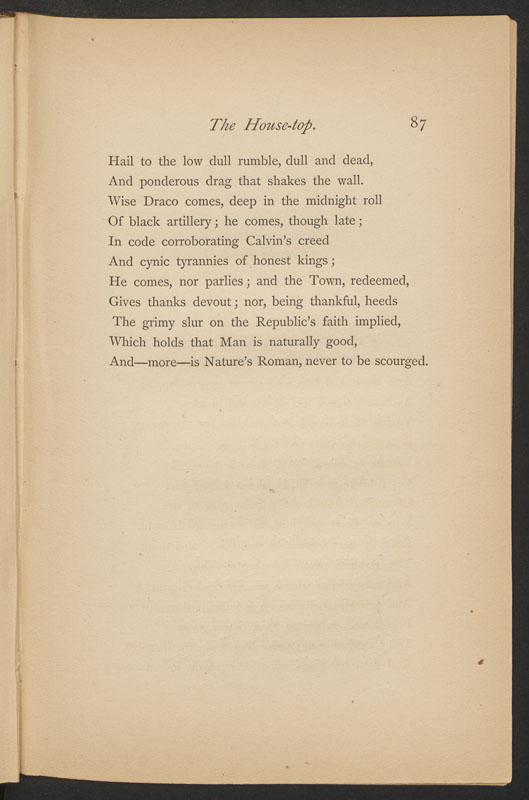 The House-top. 87
Hail to the low dull rumble, dull and dead,
And ponderous drag that shakes the wall.
Wise Draco comes, deep in the midnight roll
Of black artillery; he comes, though late;
In code corroborating Calvin's creed
And cynic tyrannies of honest kings;
He comes, nor parlies; and the Town, redeemed,
Gives thanks devout; nor, being thankful, heeds
The grimy slur on the Republic's faith implied,
Which holds that Man is naturally good,
And—more—is Nature's Roman, never to be scourged.